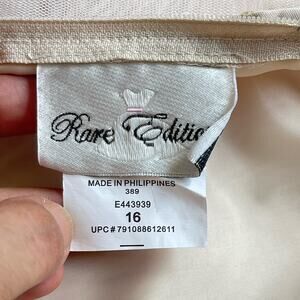 Rare Editio
MADE IN PHILIPPINES
389
E443939
16
UPC# 791088612611